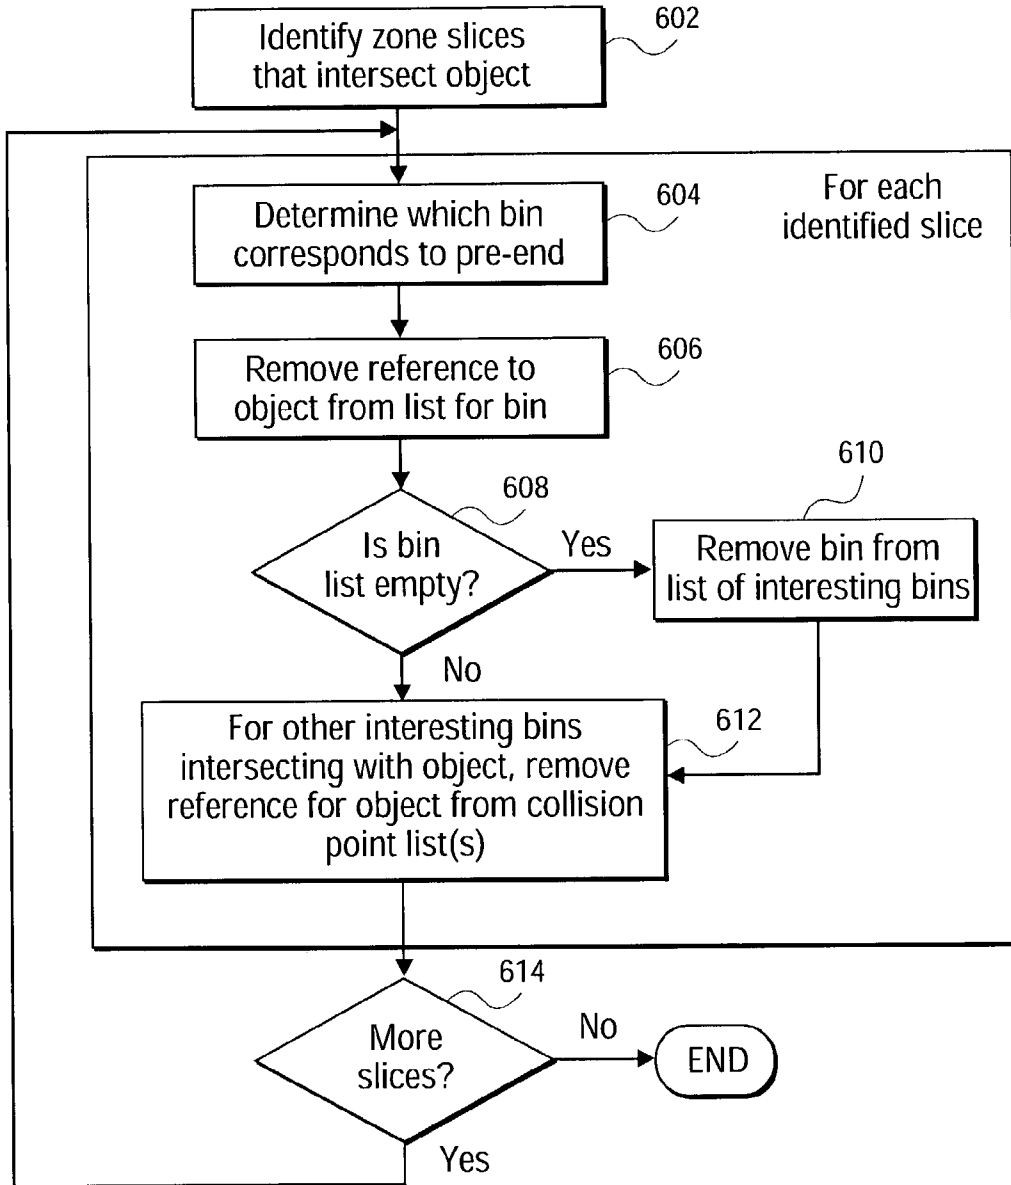 602
Identify zone slices
that intersect object
For each
identified slice
604
Determine which bin
corresponds to pre-end
606
Remove reference to
object from list for bin
608
Is bin
list empty?
Yes
No
610
Remove bin from
list of interesting bins
612
For other interesting bins
intersecting with object, remove
reference for object from collision
point list(s)
614
More
slices?
No
END
Yes